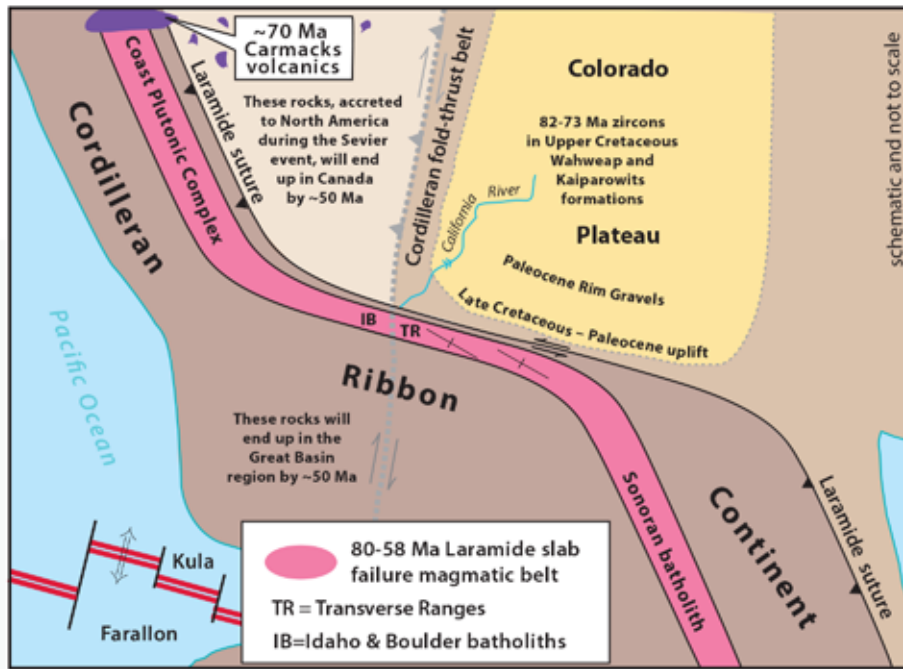 ~70 Ma
Carmacks
volcanics
Coast Plutonic Complex
Laramide suture
These rocks, accreted
to North America
during the Sevier
event, will end
up in Canada
by ~50 Ma
Cordilleran fold-thrust belt
Colorado
82-73 Ma zircons
in Upper Cretaceous
Wahweap and
Kaiparowits
formations
California River
Plateau
Paleocene Rim Gravels
Late Cretaceous – Paleocene uplift
schematic and not to scale
Cordilleran
Pacific Ocean
IB
TR
Ribbon
These rocks will
end up in the
Great Basin
region by ~50 Ma
Sonoran batholith
Continent
Laramide suture
Kula
Farallon
80-58 Ma Laramide slab
failure magmatic belt
TR = Transverse Ranges
IB=Idaho & Boulder batholiths